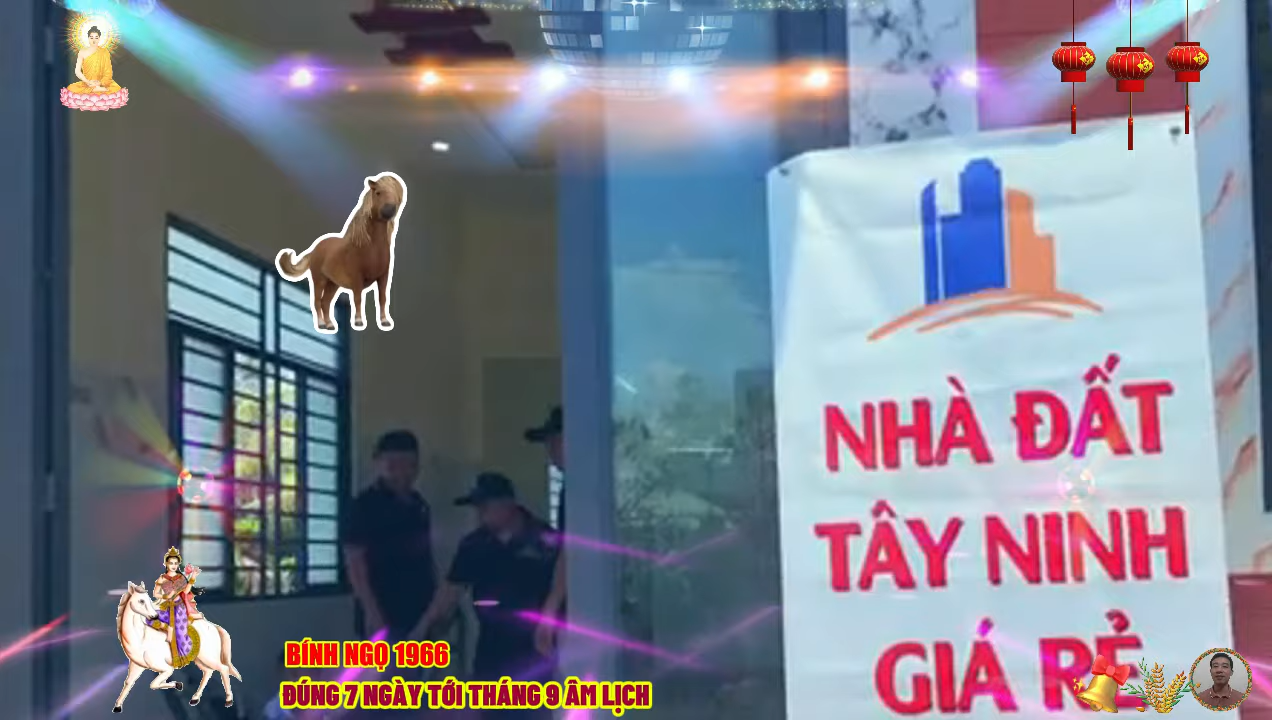 NHÀ ĐẤT
TÂY NINH
GIÁ RẺ
BÍNH NGỌ 1966
ĐÚNG 7 NGÀY TỚI THÁNG 9 ÂM LỊCH